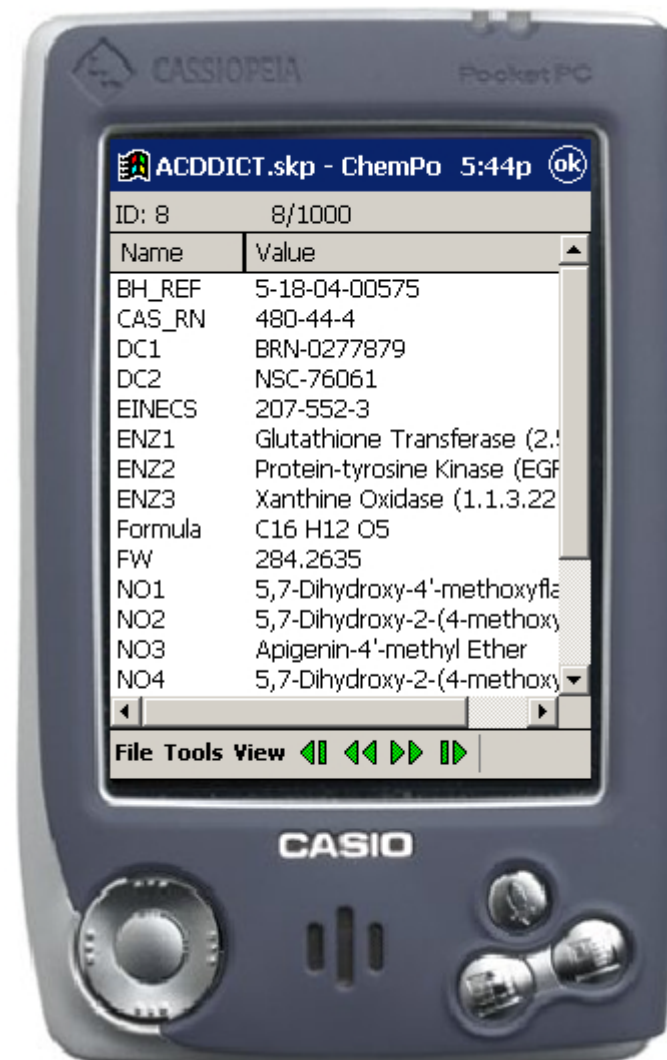 CASSIOPEIA Pocket PC
ACDDICT.skp - ChemPo 5:44p ok
ID: 8 8/1000
Name Value
BH_REF 5-18-04-00575
CAS_RN 480-44-4
DC1 BRN-0277879
DC2 NSC-76061
EINECS 207-552-3
ENZ1 Glutathione Transferase (2.5
ENZ2 Protein-tyrosine Kinase (EGF
ENZ3 Xanthine Oxidase (1.1.3.22
Formula C16 H12 O5
FW 284.2635
NO1 5,7-Dihydroxy-4'-methoxyfla
NO2 5,7-Dihydroxy-2-(4-methoxy
NO3 Apigenin-4'-methyl Ether
NO4 5,7-Dihydroxy-2-(4-methoxy
File Tools View
CASIO